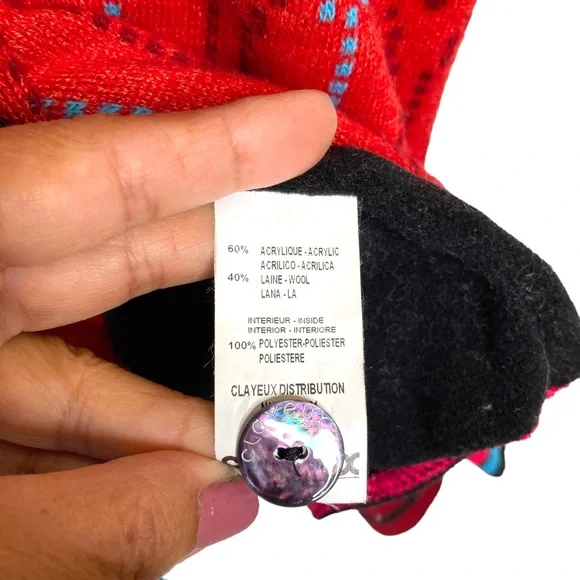 60% ACRYLIQUE - ACRYLIC
ACRILICO - ACRILICA
40% LAINE - WOOL
LANA - LA
INTERIEUR - INSIDE
INTERIOR - INTERIORE
100% POLYESTER-POLIESTER
POLIESTERE
CLAYEUX DISTRIBUTION
clayeux